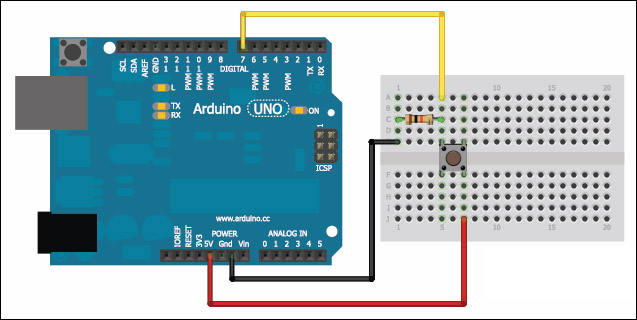 SCL
SDA
AREF
GND
13
12
11 PWM
10 PWM
9 PWM
8
7
6 PWM
5 PWM
4
3 PWM
2
1 TX
0 RX
DIGITAL
L
TX
RX
Arduino UNO
ON
1
ICSP
www.arduino.cc
POWER
ANALOG IN
IOREF
RESET
3V3
5V
Gnd
Vin
0 1 2 3 4 5
1 5 10 15 20
A
B
C
D
E
F
G
H
I
J
1 5 10 15 20